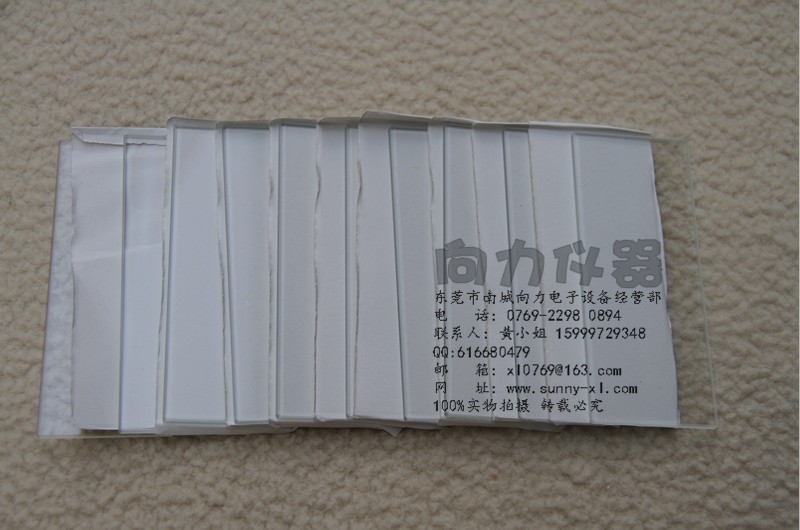 向力仪器
东莞市南城向力电子设备经营部
电 话: 0769-2298 0894
联系人: 黄小姐 15999729348
QQ:616680479
邮 箱: xl0769@163.com
网 址: www.sunny-xl.com
100%实物拍摄 转载必究